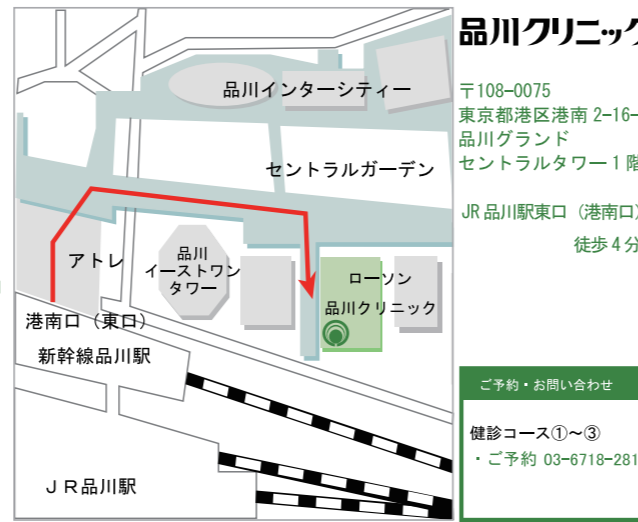 品川インターシティー
セントラルガーデン
アトレ
品川
イーストワン
タワー
ローソン
品川クリニック
港南口（東口）
新幹線品川駅
ＪＲ品川駅
品川クリニック
〒108-0075
東京都港区港南 2-16-
品川グランド
セントラルタワー 1 階
JR 品川駅東口（港南口）
徒歩 4 分
ご予約・お問い合わせ
健診コース①～③
・ご予約 03-6718-281